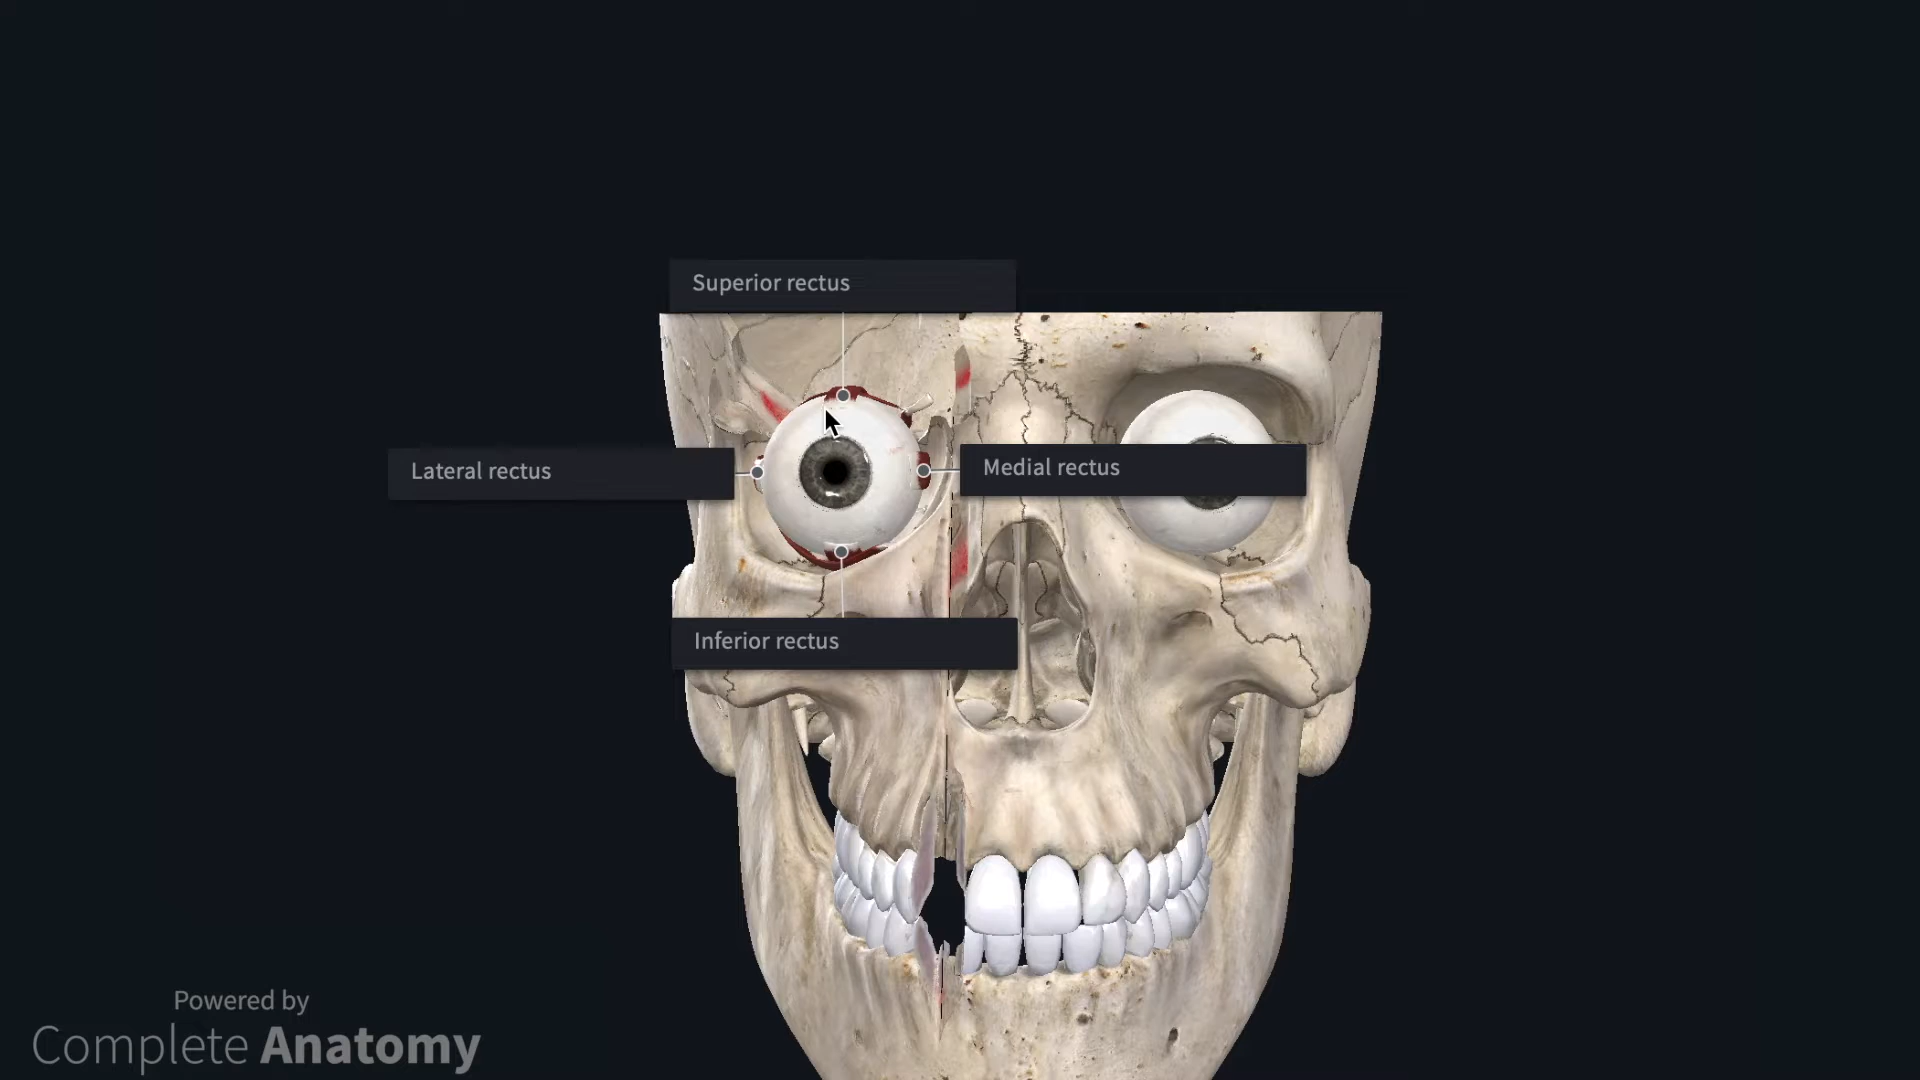 Superior rectus
Lateral rectus
Medial rectus
Inferior rectus
Powered by
Complete Anatomy